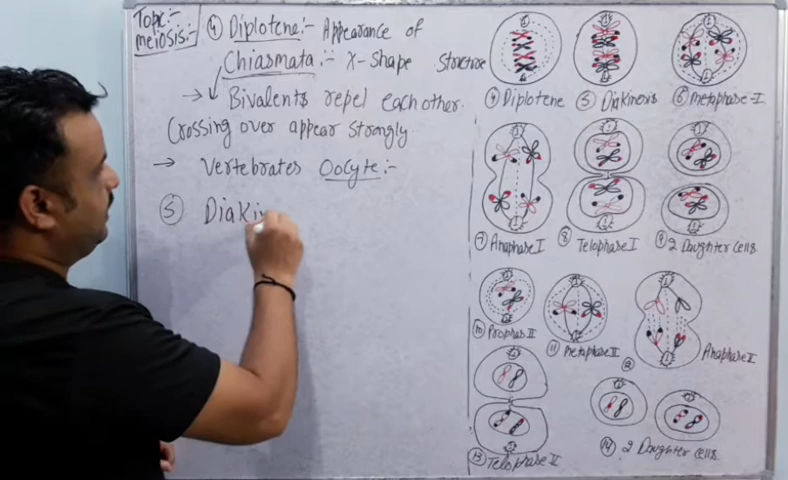 Topic:-
meiosis:-
④ Diplotene:- Appearance of
Chiasmata:- X-Shape Structure
→ Bivalents repel each other.
Crossing over appear strongly
→ Vertebrates Oocyte:-
⑤ Diaki
④ Diplotene ⑤ Diakinesis ⑥ Metaphase-I
⑦ Anaphase I ⑧ Telophase I ⑨ 2 Daughter Cells
⑩ Prophas II ⑪ Metaphase II ⑫ Anaphase I
⑬ Telophase II ⑭ 2 Daughter Cells